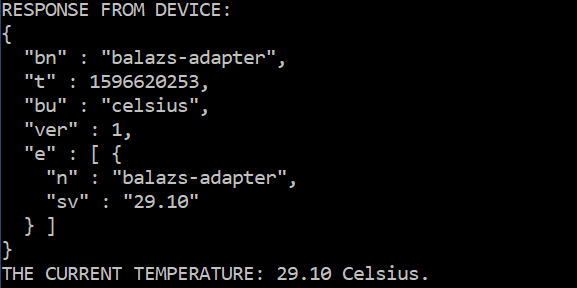 RESPONSE FROM DEVICE:
{
  "bn" : "balazs-adapter",
  "t" : 1596620253,
  "bu" : "celsius",
  "ver" : 1,
  "e" : [ {
    "n" : "balazs-adapter",
    "sv" : "29.10"
  } ]
}
THE CURRENT TEMPERATURE: 29.10 Celsius.